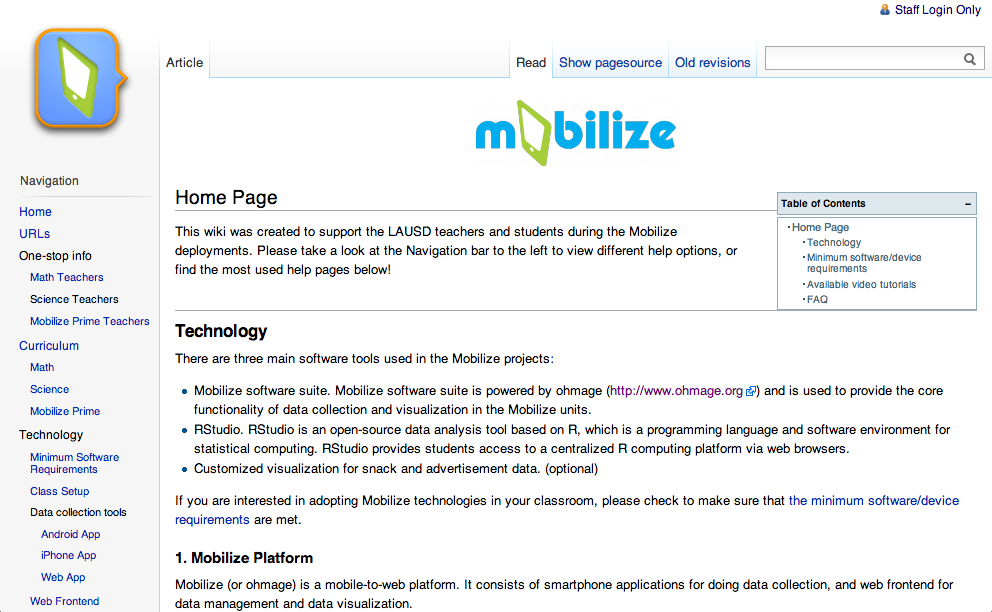 Staff Login Only
Article
Read
Show pagesource
Old revisions
mobilize
Navigation
Home
URLs
One-stop info
Math Teachers
Science Teachers
Mobilize Prime Teachers
Curriculum
Math
Science
Mobilize Prime
Technology
Minimum Software
Requirements
Class Setup
Data collection tools
Android App
iPhone App
Web App
Web Frontend
Home Page
This wiki was created to support the LAUSD teachers and students during the Mobilize
deployments. Please take a look at the Navigation bar to the left to view different help options, or
find the most used help pages below!
Table of Contents −
· Home Page
· Technology
· Minimum software/device
requirements
· Available video tutorials
· FAQ
Technology
There are three main software tools used in the Mobilize projects:
• Mobilize software suite. Mobilize software suite is powered by ohmage (http://www.ohmage.org) and is used to provide the core
functionality of data collection and visualization in the Mobilize units.
• RStudio. RStudio is an open-source data analysis tool based on R, which is a programming language and software environment for
statistical computing. RStudio provides students access to a centralized R computing platform via web browsers.
• Customized visualization for snack and advertisement data. (optional)
If you are interested in adopting Mobilize technologies in your classroom, please check to make sure that the minimum software/device
requirements are met.
1. Mobilize Platform
Mobilize (or ohmage) is a mobile-to-web platform. It consists of smartphone applications for doing data collection, and web frontend for
data management and data visualization.